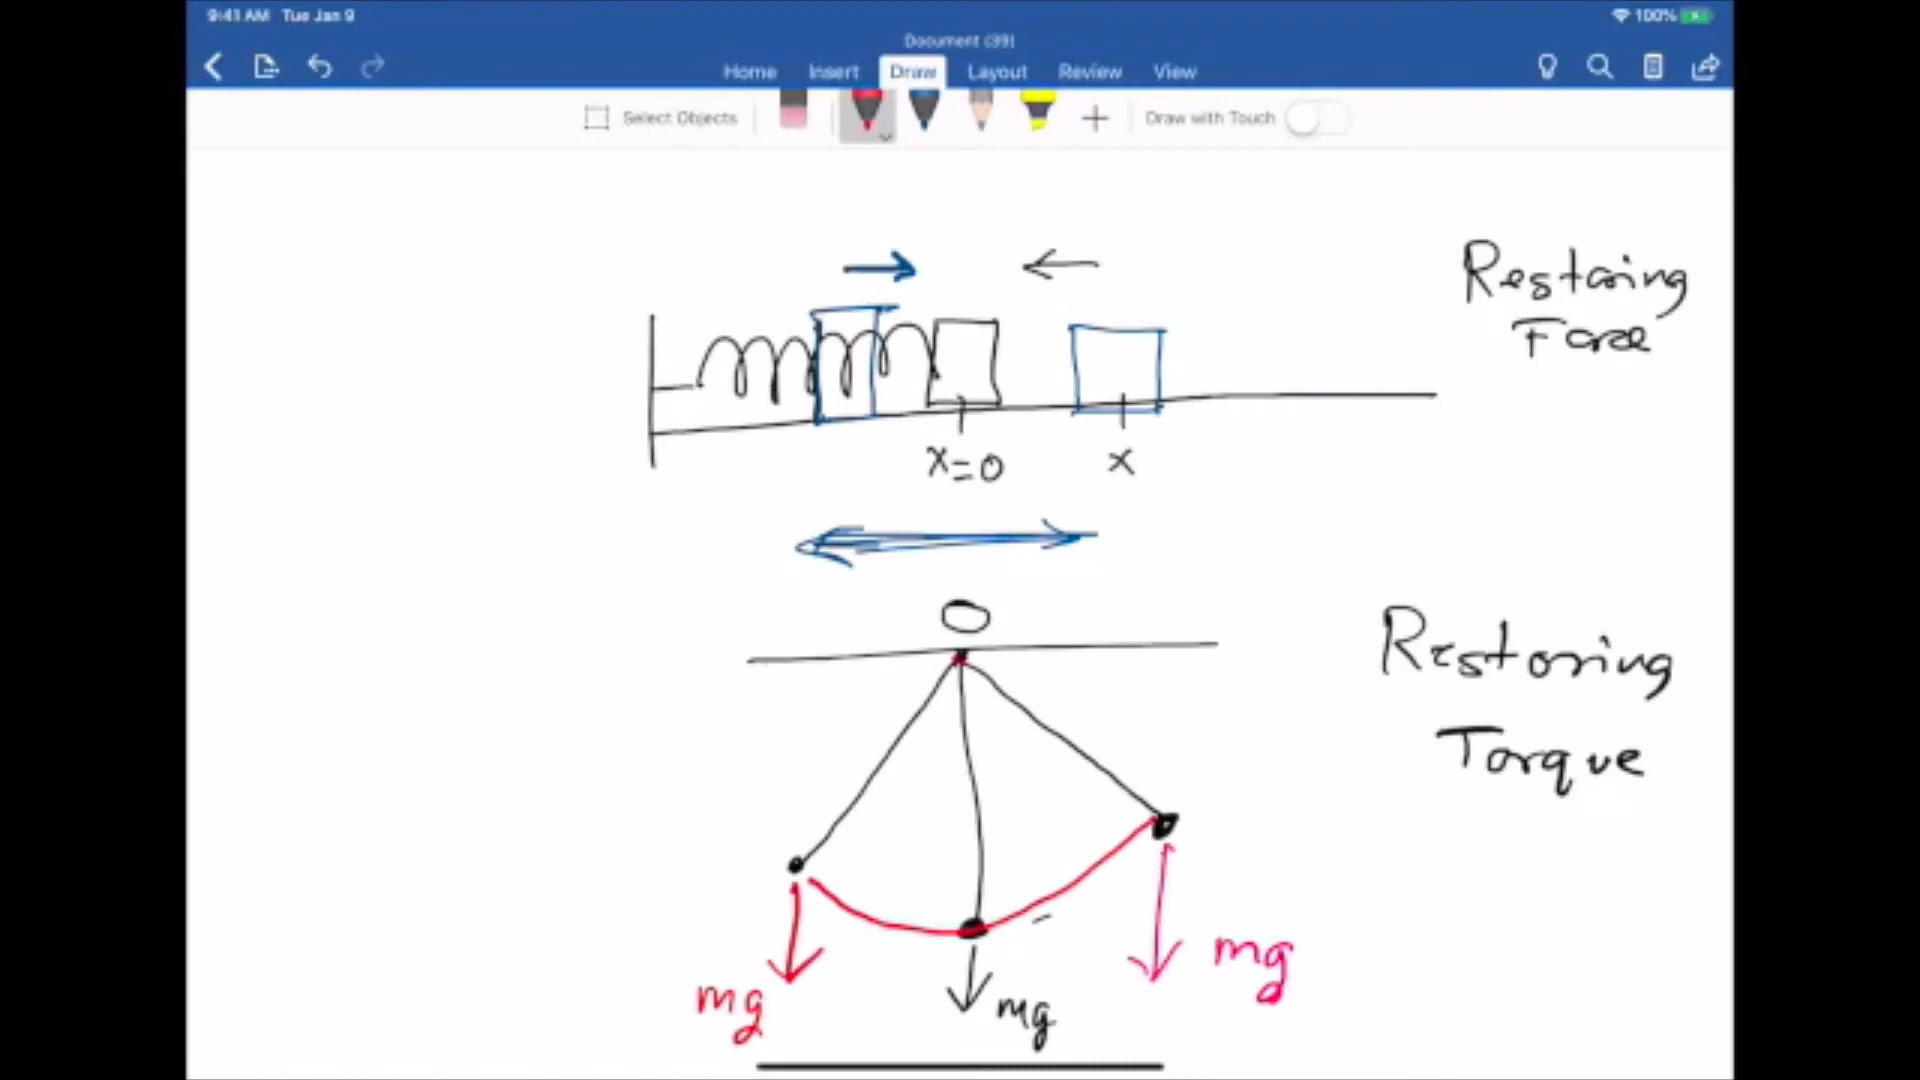 9:41 AM Tue Jan 9
100%
Document (39)
Home Insert Draw Layout Review View
Select Objects
Draw with Touch
Restoring
Force
x=0
x
O
Restoring
Torque
mg
mg
mg